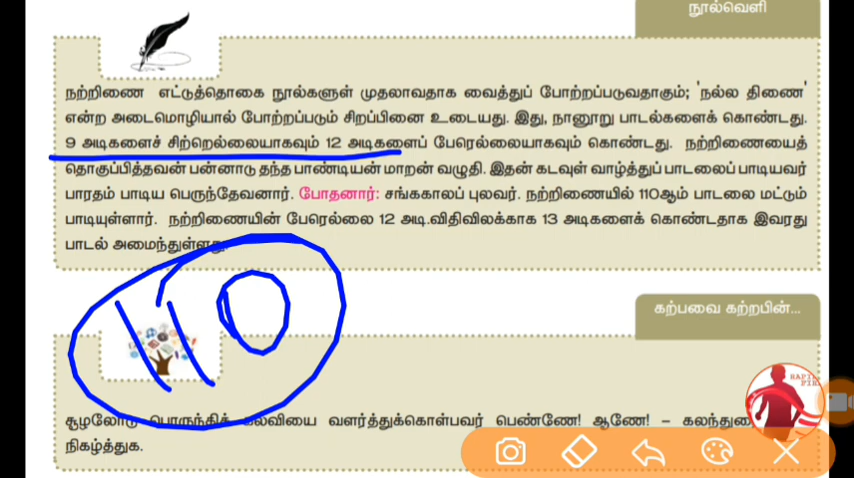 நூல்வெளி
நற்றிணை எட்டுத்தொகை நூல்களுள் முதலாவதாக வைத்துப் போற்றப்படுவதாகும்; 'நல்ல திணை'
என்ற அடைமொழியால் போற்றப்படும் சிறப்பினை உடையது. இது, நானூறு பாடல்களைக் கொண்டது.
9 அடிகளைச் சிற்றெல்லையாகவும் 12 அடிகளைப் பேரெல்லையாகவும் கொண்டது. நற்றிணையைத்
தொகுப்பித்தவன் பன்னாடு தந்த பாண்டியன் மாறன் வழுதி. இதன் கடவுள் வாழ்த்துப் பாடலைப் பாடியவர்
பாரதம் பாடிய பெருந்தேவனார். போதனார்: சங்ககாலப் புலவர். நற்றிணையில் 110ஆம் பாடலை மட்டும்
பாடியுள்ளார். நற்றிணையின் பேரெல்லை 12 அடி.விதிவிலக்காக 13 அடிகளைக் கொண்டதாக இவரது
பாடல் அமைந்துள்ளது.
110
கற்பவை கற்றபின்...
சூழலோடு பொருந்திக் கல்வியை வளர்த்துக்கொள்பவர் பெண்ணே! ஆணே! –
நிகழ்த்துக.